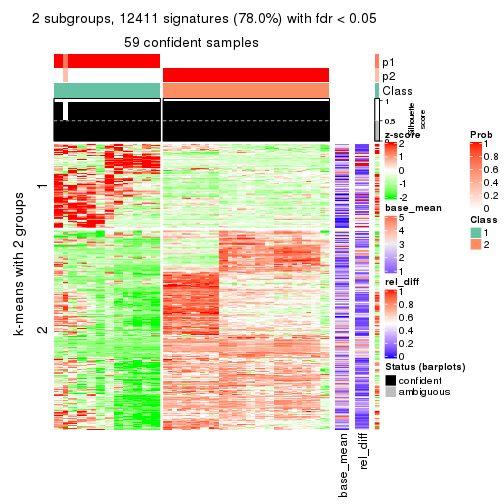 2 subgroups, 12411 signatures (78.0%) with fdr < 0.05
59 confident samples
p1
p2
Class
1
0.5
0
Silhouette
score
k-means with 2 groups
1
2
z-score
2
1
0
-1
-2
base_mean
5
4
3
2
1
rel_diff
1
0.8
0.6
0.4
0.2
0
Status (barplots)
confident
ambiguous
Prob
1
0.8
0.6
0.4
0.2
0
Class
1
2
base_mean
rel_diff